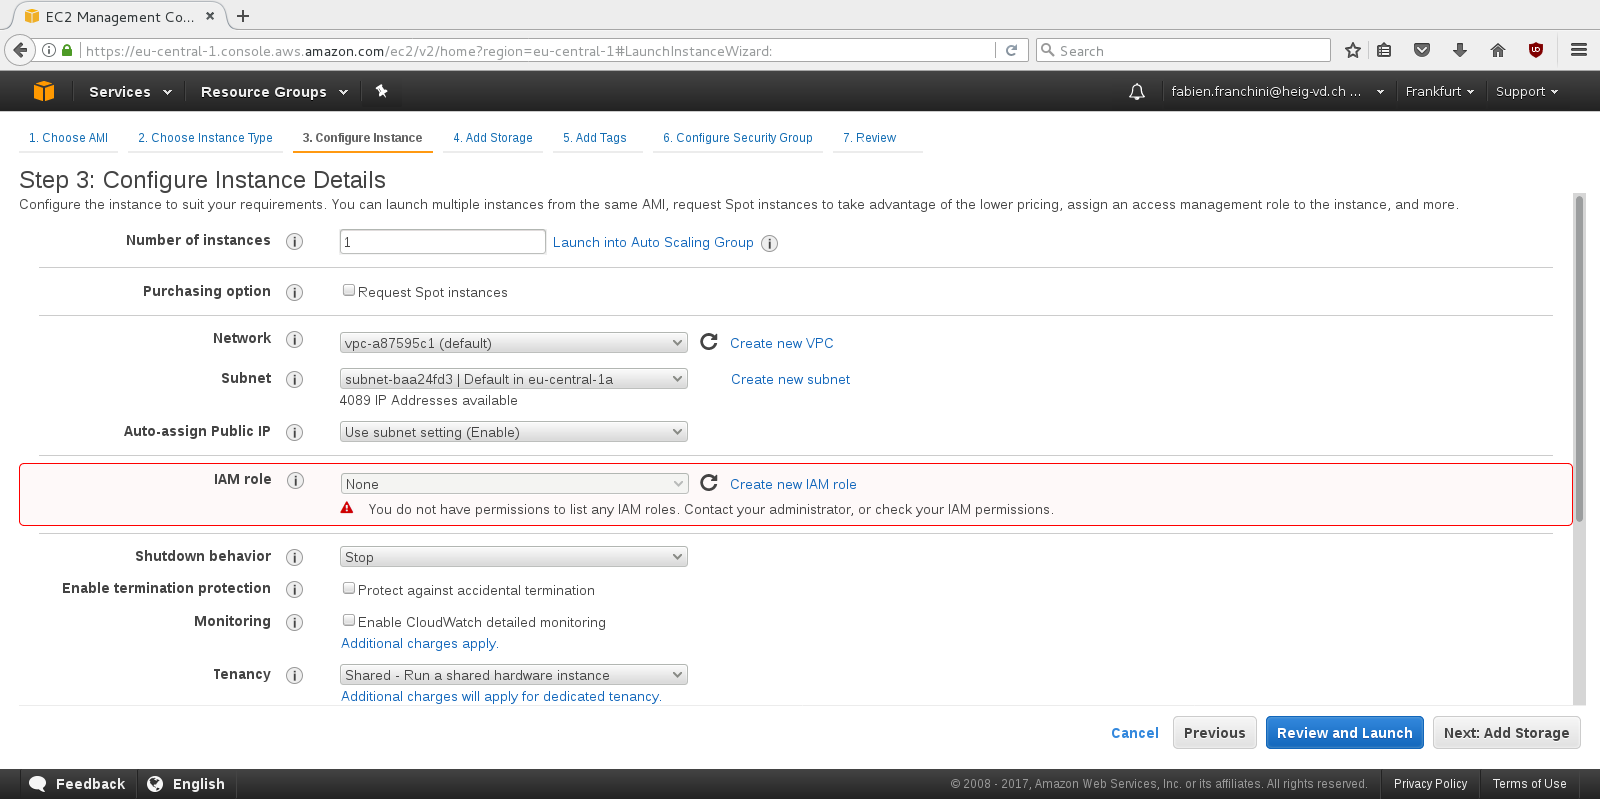 EC2 Management Co...
https://eu-central-1.console.aws.amazon.com/ec2/v2/home?region=eu-central-1#LaunchInstanceWizard:
Search
Services
Resource Groups
fabien.franchini@heig-vd.ch ...
Frankfurt
Support
1. Choose AMI
2. Choose Instance Type
3. Configure Instance
4. Add Storage
5. Add Tags
6. Configure Security Group
7. Review
Step 3: Configure Instance Details
Configure the instance to suit your requirements. You can launch multiple instances from the same AMI, request Spot instances to take advantage of the lower pricing, assign an access management role to the instance, and more.
Number of instances
1
Launch into Auto Scaling Group
Purchasing option
Request Spot instances
Network
vpc-a87595c1 (default)
Create new VPC
Subnet
subnet-baa24fd3 | Default in eu-central-1a
Create new subnet
4089 IP Addresses available
Auto-assign Public IP
Use subnet setting (Enable)
IAM role
None
Create new IAM role
You do not have permissions to list any IAM roles. Contact your administrator, or check your IAM permissions.
Shutdown behavior
Stop
Enable termination protection
Protect against accidental termination
Monitoring
Enable CloudWatch detailed monitoring
Additional charges apply.
Tenancy
Shared - Run a shared hardware instance
Additional charges will apply for dedicated tenancy.
Cancel
Previous
Review and Launch
Next: Add Storage
Feedback
English
© 2008 - 2017, Amazon Web Services, Inc. or its affiliates. All rights reserved.
Privacy Policy
Terms of Use